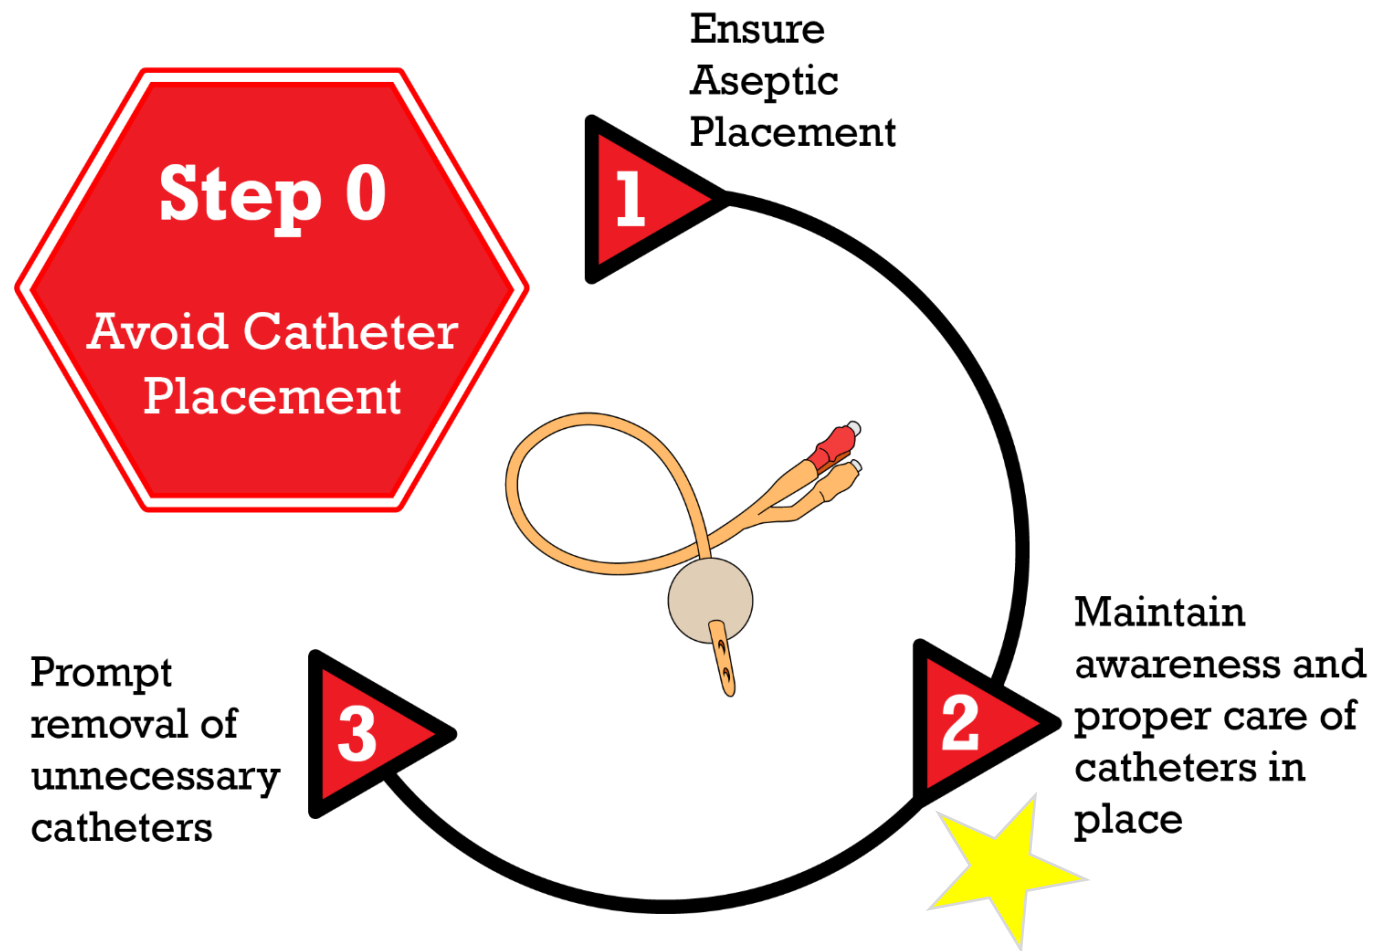 Step 0
Avoid Catheter
Placement
1
Ensure
Aseptic
Placement
2
Maintain
awareness and
proper care of
catheters in
place
3
Prompt
removal of
unnecessary
catheters